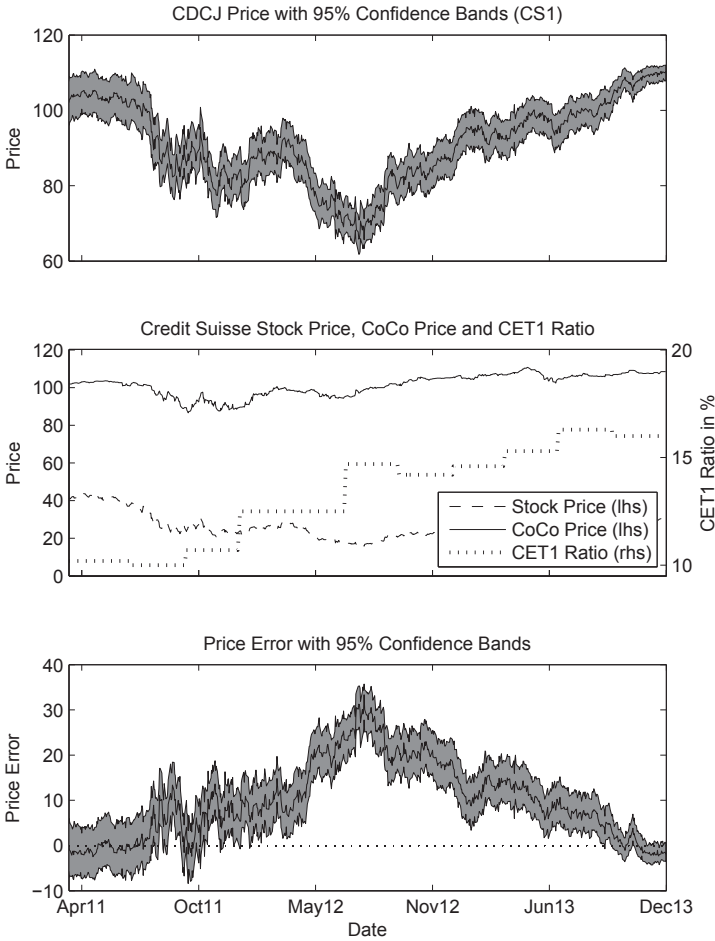 CDCJ Price with 95% Confidence Bands (CS1)
120
100
80
60
Price
Credit Suisse Stock Price, CoCo Price and CET1 Ratio
120
100
80
60
40
20
0
Price
20
15
10
CET1 Ratio in %
Stock Price (lhs)
CoCo Price (lhs)
CET1 Ratio (rhs)
Price Error with 95% Confidence Bands
40
30
20
10
0
−10
Price Error
Apr11 Oct11 May12 Nov12 Jun13 Dec13
Date